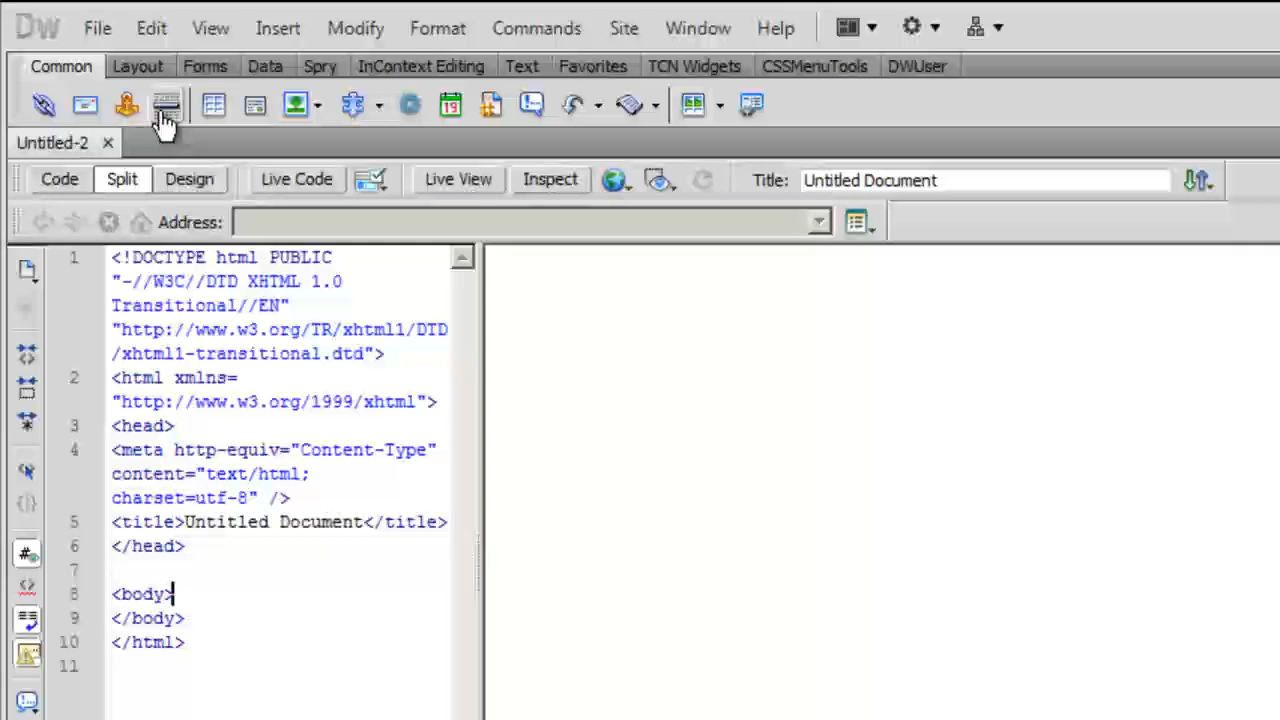 Dw File Edit View Insert Modify Format Commands Site Window Help
Common Layout Forms Data Spry InContext Editing Text Favorites TCN Widgets CSSMenuTools DWUser
19
Untitled-2 ×
Code Split Design Live Code Live View Inspect Title: Untitled Document
Address:
1 <!DOCTYPE html PUBLIC
"-//W3C//DTD XHTML 1.0
Transitional//EN"
"http://www.w3.org/TR/xhtml1/DTD
/xhtml1-transitional.dtd">
2 <html xmlns=
"http://www.w3.org/1999/xhtml">
3 <head>
4 <meta http-equiv="Content-Type"
content="text/html;
charset=utf-8" />
5 <title>Untitled Document</title>
6 </head>
7
8 <body>
9 </body>
10 </html>
11